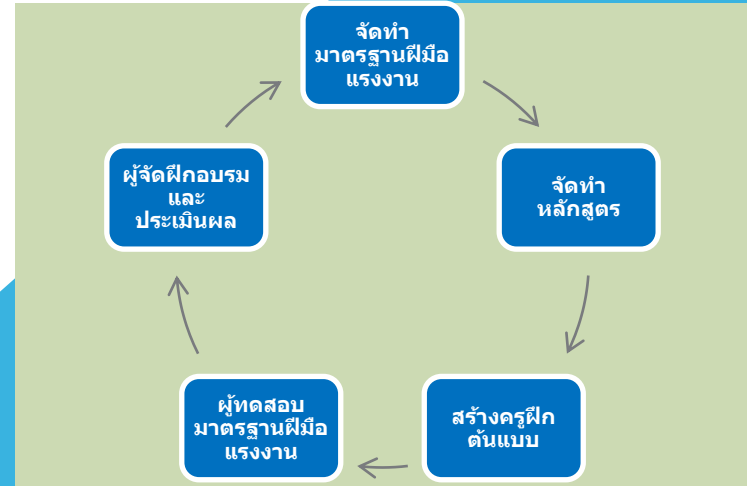 จัดทำ
มาตรฐานฝีมือ
แรงงาน
จัดทำ
หลักสูตร
สร้างครูฝึก
ต้นแบบ
ผู้ทดสอบ
มาตรฐานฝีมือ
แรงงาน
ผู้จัดฝึกอบรม
และ
ประเมินผล